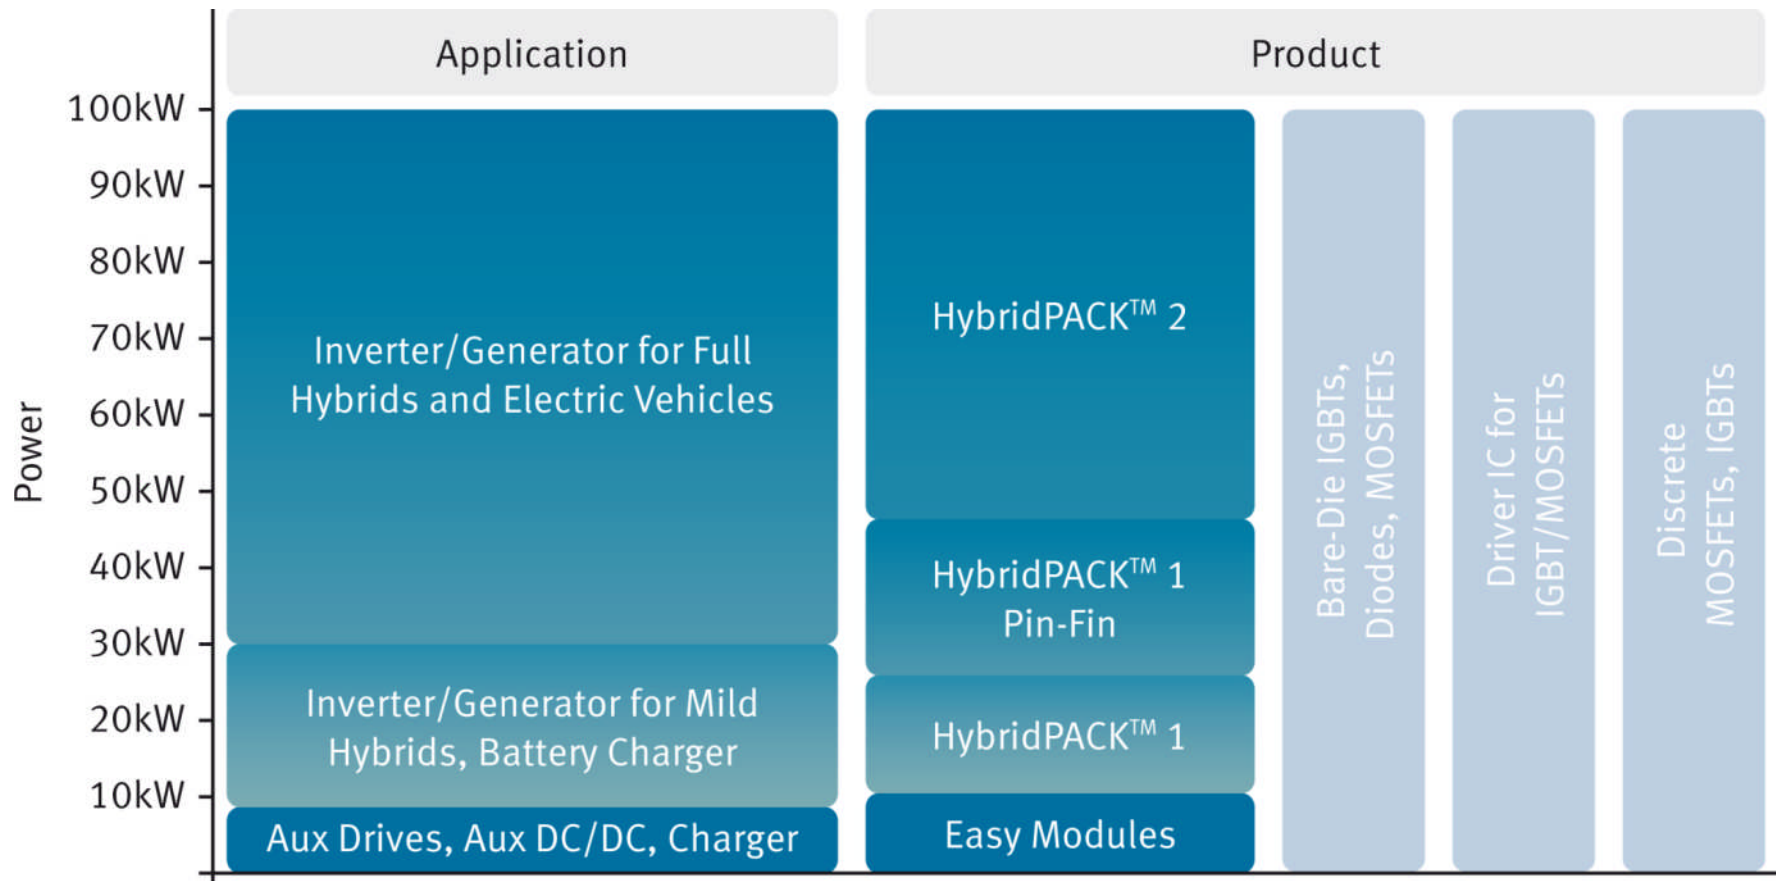 Application
Product
100kW
90kW
80kW
70kW
60kW
50kW
40kW
30kW
20kW
10kW
Power
Inverter/Generator for Full
Hybrids and Electric Vehicles
Inverter/Generator for Mild
Hybrids, Battery Charger
Aux Drives, Aux DC/DC, Charger
HybridPACK™ 2
HybridPACK™ 1
Pin-Fin
HybridPACK™ 1
Easy Modules
Bare-Die IGBTs,
Diodes, MOSFETs
Driver IC for
IGBT/MOSFETs
Discrete
MOSFETs, IGBTs